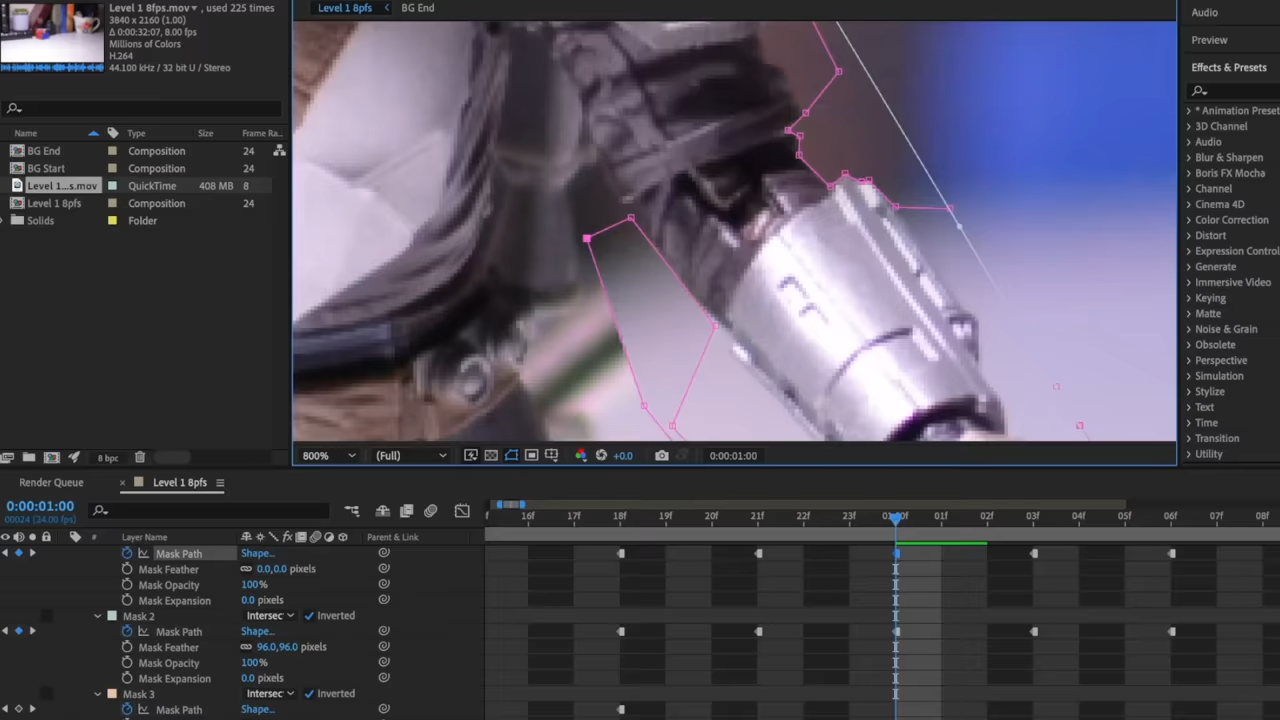 Level 1 8fps.mov▾ , used 225 times
3840 x 2160 (1.00)
Δ 0:00:32:07, 8.00 fps
Millions of Colors
H.264
44.100 kHz / 32 bit U / Stereo
Name Type Size Frame Ra..
BG End Composition 24
BG Start Composition 24
Level 1...s.mov QuickTime 408 MB 8
Level 1 8pfs Composition 24
Solids Folder
8 bpc
Level 1 8pfs < BG End
800% (Full) +0.0 0:00:01:00
Audio
Preview
Effects & Presets
* Animation Preset
3D Channel
Audio
Blur & Sharpen
Boris FX Mocha
Channel
Cinema 4D
Color Correction
Distort
Expression Control
Generate
Immersive Video
Keying
Matte
Noise & Grain
Obsolete
Perspective
Simulation
Stylize
Text
Time
Transition
Utility
Render Queue × Level 1 8pfs
0:00:01:00
00024 (24.00 fps)
16f 17f 18f 19f 20f 21f 22f 23f 01:00f 01f 02f 03f 04f 05f 06f 07f 08f
# Layer Name Parent & Link
Mask Path Shape...
Mask Feather 0.0,0.0 pixels
Mask Opacity 100%
Mask Expansion 0.0 pixels
Mask 2 Intersec Inverted
Mask Path Shape...
Mask Feather 96.0,96.0 pixels
Mask Opacity 100%
Mask Expansion 0.0 pixels
Mask 3 Intersec Inverted
Mask Path Shape...